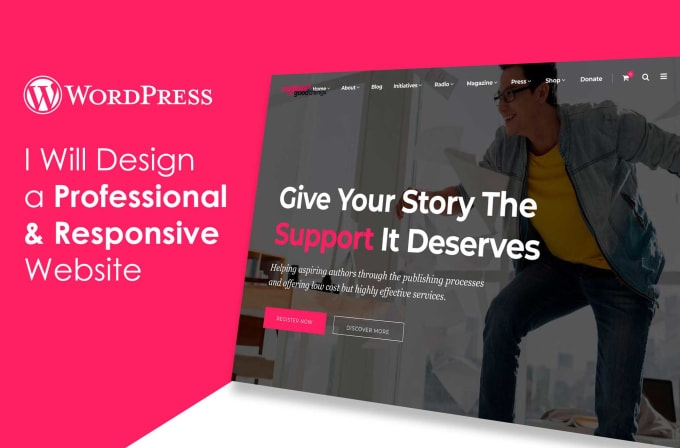 WORDPRESS
I Will Design
a Professional
& Responsive
Website
goodthings
Home
About
Blog
Initiatives
Radio
Magazine
Press
Shop
Donate
Give Your Story The
Support It Deserves
Helping aspiring authors through the publishing processes
and offering low cost but highly effective services.
REGISTER NOW
DISCOVER MORE